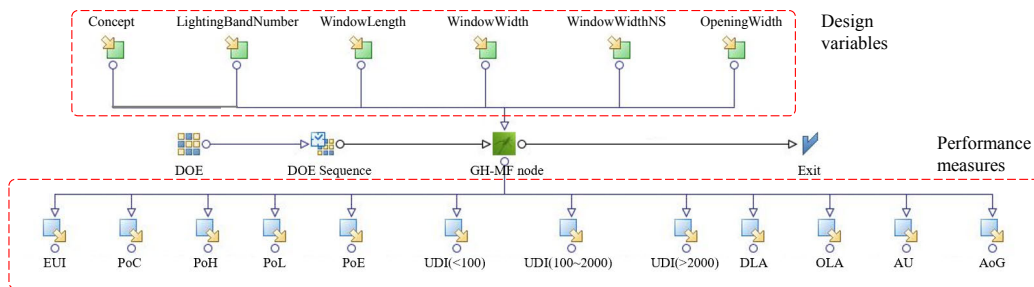 Concept LightingBandNumber WindowLength WindowWidth WindowWidthNS OpeningWidth
Design
variables
DOE DOE Sequence GH-MF node Exit
Performance
measures
EUI PoC PoH PoL PoE UDI(<100) UDI(100~2000) UDI(>2000) DLA OLA AU AoG